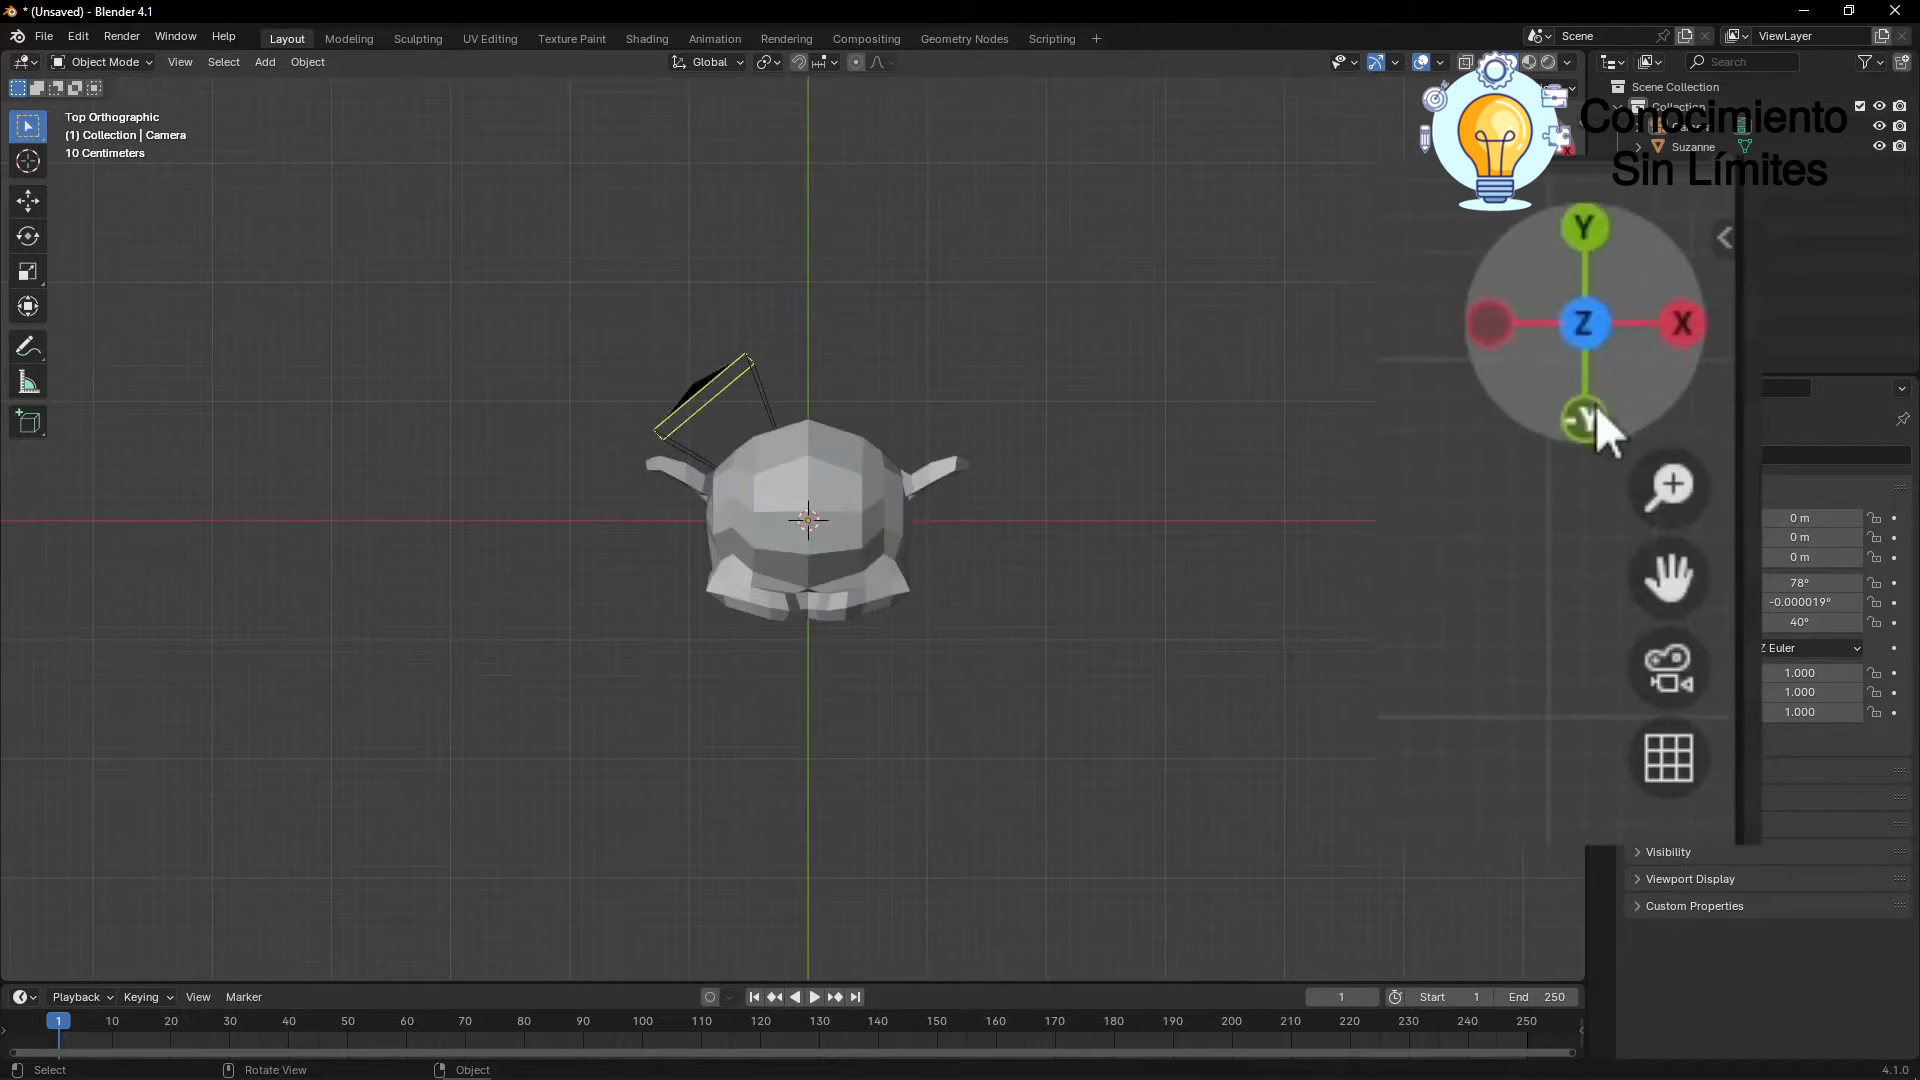 * (Unsaved) - Blender 4.1
File Edit Render Window Help
Layout Modeling Sculpting UV Editing Texture Paint Shading Animation Rendering Compositing Geometry Nodes Scripting +
Scene
ViewLayer
Object Mode View Select Add Object
Global
Search
Top Orthographic
(1) Collection | Camera
10 Centimeters
Scene Collection
Collection
Suzanne
Conocimiento
Sin Límites
Y
Z
X
-Y
0 m
0 m
0 m
78°
-0.000019°
40°
Z Euler
1.000
1.000
1.000
Visibility
Viewport Display
Custom Properties
Playback Keying View Marker
1
Start 1
End 250
1 10 20 30 40 50 60 70 80 90 100 110 120 130 140 150 160 170 180 190 200 210 220 230 240 250
Select
Rotate View
Object
4.1.0